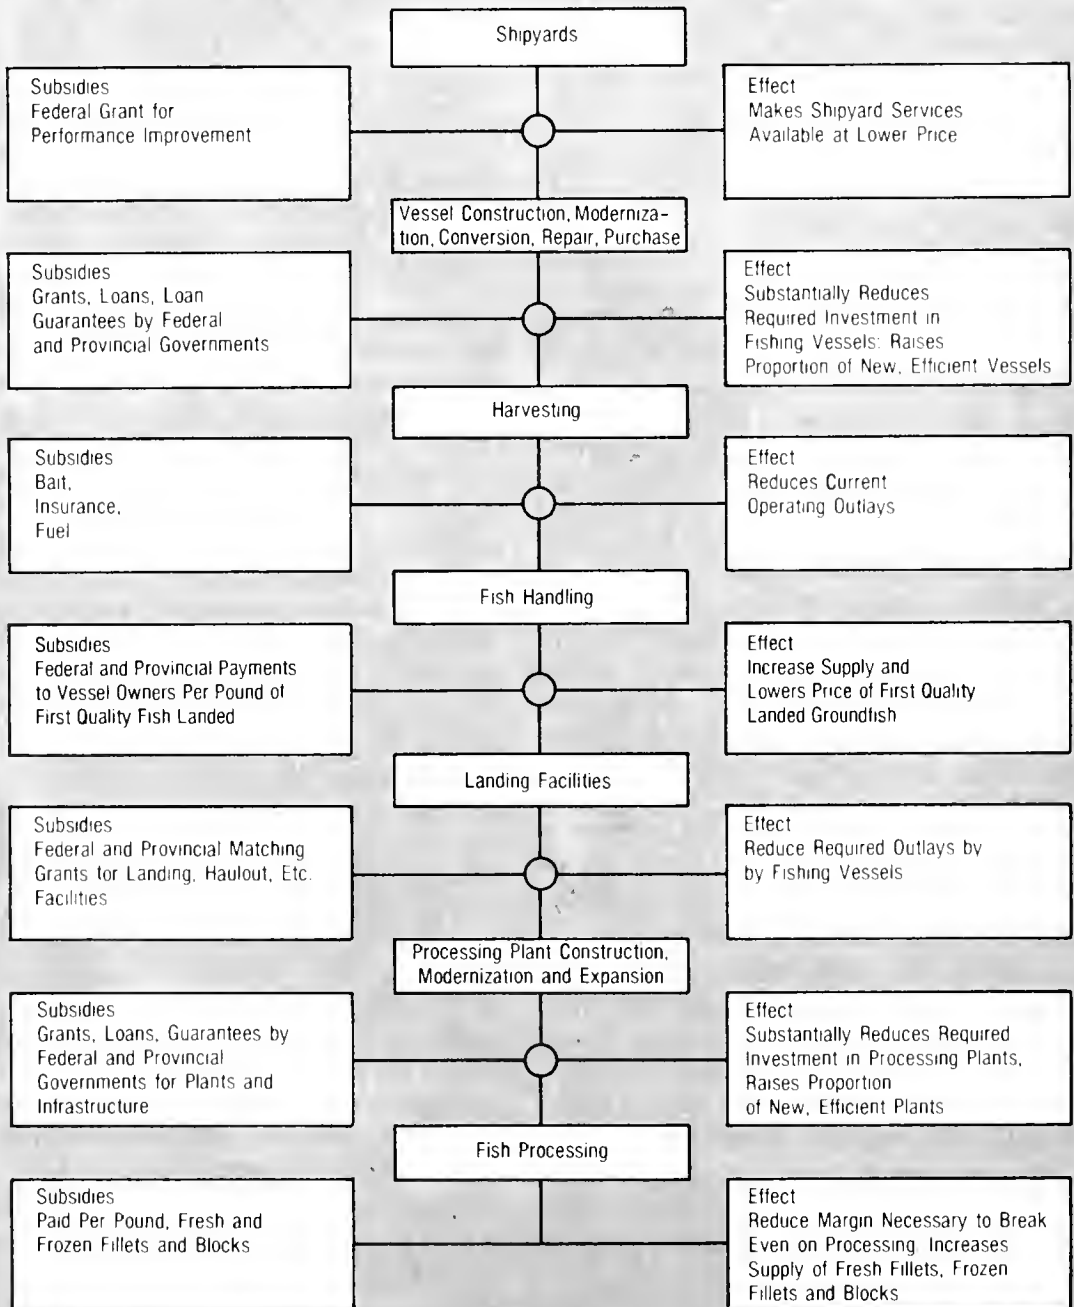 Shipyards
Subsidies
Federal Grant for
Performance Improvement
Effect
Makes Shipyard Services
Available at Lower Price
Vessel Construction, Moderniza-
tion, Conversion, Repair, Purchase
Subsidies
Grants, Loans, Loan
Guarantees by Federal
and Provincial Governments
Effect
Substantially Reduces
Required Investment in
Fishing Vessels: Raises
Proportion of New, Efficient Vessels
Harvesting
Subsidies
Bait,
Insurance,
Fuel
Effect
Reduces Current
Operating Outlays
Fish Handling
Subsidies
Federal and Provincial Payments
to Vessel Owners Per Pound of
First Quality Fish Landed
Effect
Increase Supply and
Lowers Price of First Quality
Landed Groundfish
Landing Facilities
Subsidies
Federal and Provincial Matching
Grants for Landing, Haulout, Etc.
Facilities
Effect
Reduce Required Outlays by
by Fishing Vessels
Processing Plant Construction,
Modernization and Expansion
Subsidies
Grants, Loans, Guarantees by
Federal and Provincial
Governments for Plants and
Infrastructure
Effect
Substantially Reduces Required
Investment in Processing Plants,
Raises Proportion
of New, Efficient Plants
Fish Processing
Subsidies
Paid Per Pound, Fresh and
Frozen Fillets and Blocks
Effect
Reduce Margin Necessary to Break
Even on Processing. Increases
Supply of Fresh Fillets, Frozen
Fillets and Blocks